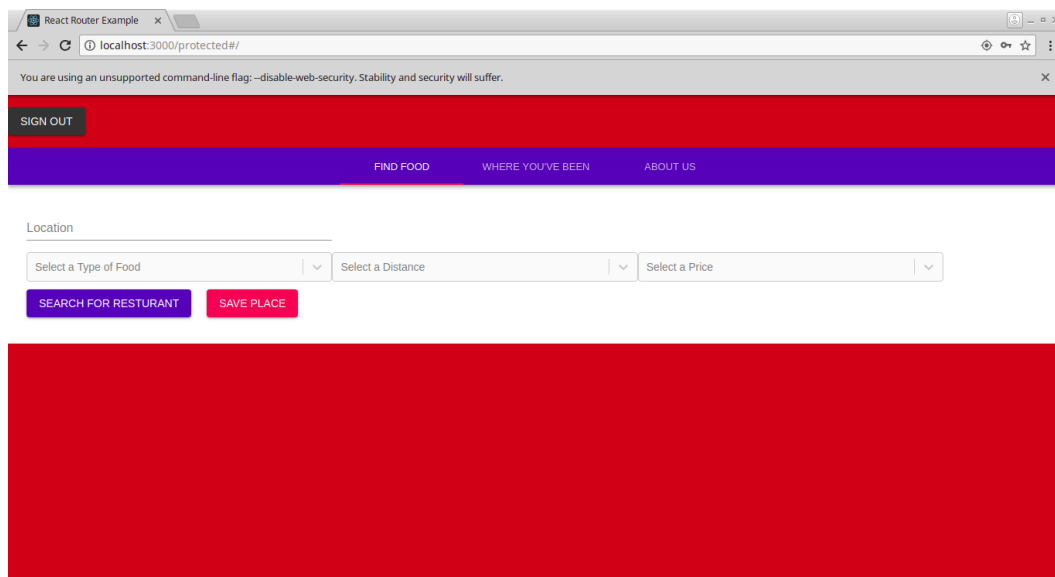 React Router Example
localhost:3000/protected#/
You are using an unsupported command-line flag: --disable-web-security. Stability and security will suffer.
SIGN OUT
FIND FOOD WHERE YOU'VE BEEN ABOUT US
Location
Select a Type of Food Select a Distance Select a Price
SEARCH FOR RESTURANT SAVE PLACE